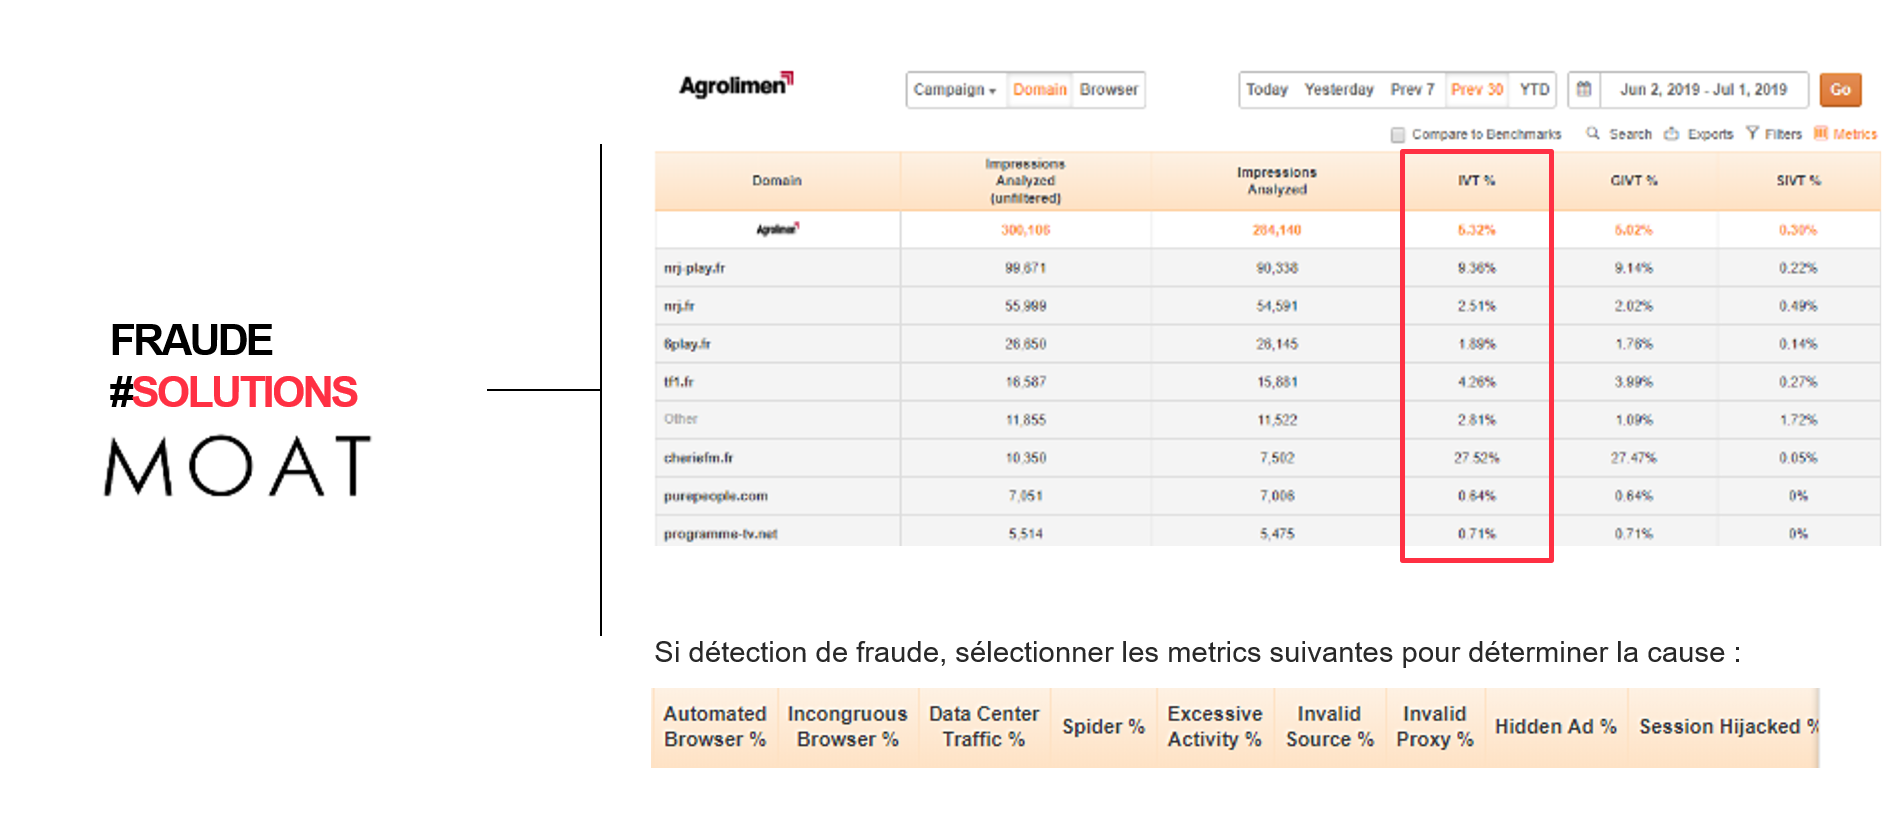 Agrolimen
Campaign Domain Browser
Today Yesterday Prev 7 Prev 30 YTD Jun 2, 2019 - Jul 1, 2019 Go
Compare to Benchmarks Search Exports Filters Metrics
Domain Impressions Analyzed (unfiltered) Impressions Analyzed IVT % GIVT % SIVT %
Agrolimen 300,106 284,140 5.32% 5.02% 0.30%
nrj-play.fr 99,671 90,338 9.36% 9.14% 0.22%
nrj.fr 55,999 54,591 2.51% 2.02% 0.49%
6play.fr 26,650 26,145 1.89% 1.76% 0.14%
tf1.fr 16,587 15,881 4.26% 3.99% 0.27%
Other 11,855 11,522 2.81% 1.09% 1.72%
cheriefm.fr 10,350 7,502 27.52% 27.47% 0.05%
purepeople.com 7,051 7,006 0.64% 0.64% 0%
programme-tv.net 5,514 5,475 0.71% 0.71% 0%
FRAUDE
#SOLUTIONS
MOAT
Si détection de fraude, sélectionner les metrics suivantes pour déterminer la cause :
Automated Browser % Incongruous Browser % Data Center Traffic % Spider % Excessive Activity % Invalid Source % Invalid Proxy % Hidden Ad % Session Hijacked %